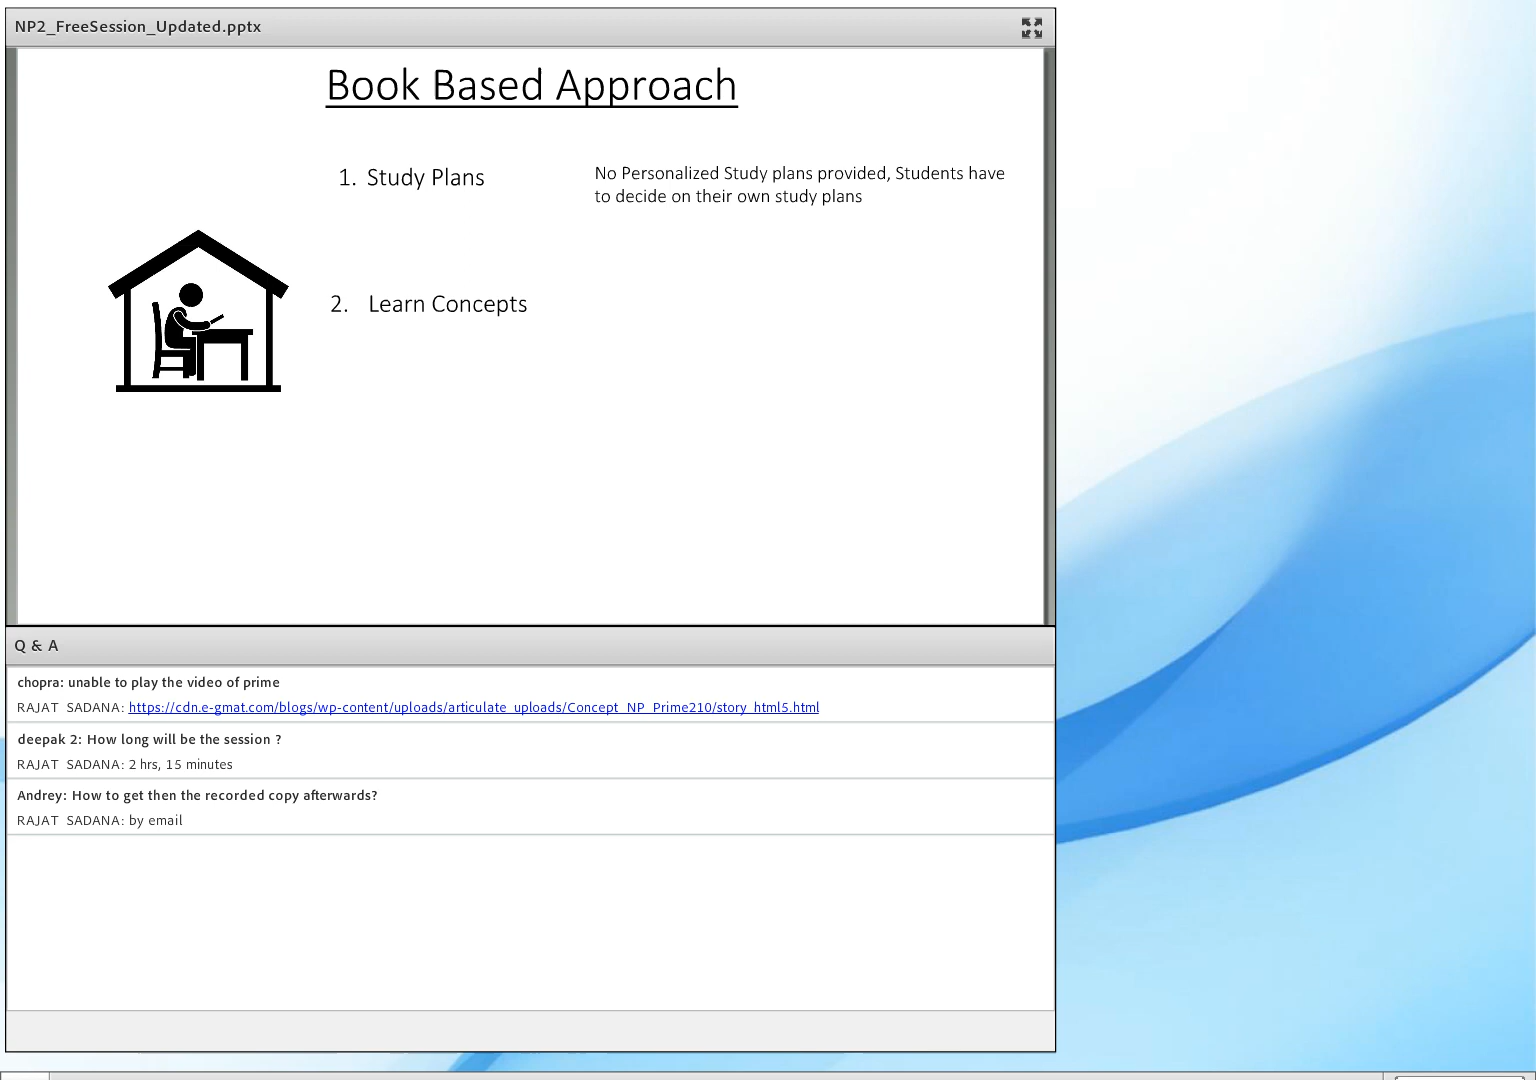 NP2_FreeSession_Updated.pptx
Book Based Approach
1. Study Plans
No Personalized Study plans provided, Students have
to decide on their own study plans
2. Learn Concepts
Q & A
chopra: unable to play the video of prime
RAJAT SADANA: https://cdn.e-gmat.com/blogs/wp-content/uploads/articulate_uploads/Concept_NP_Prime210/story_html5.html
deepak 2: How long will be the session ?
RAJAT SADANA: 2 hrs, 15 minutes
Andrey: How to get then the recorded copy afterwards?
RAJAT SADANA: by email